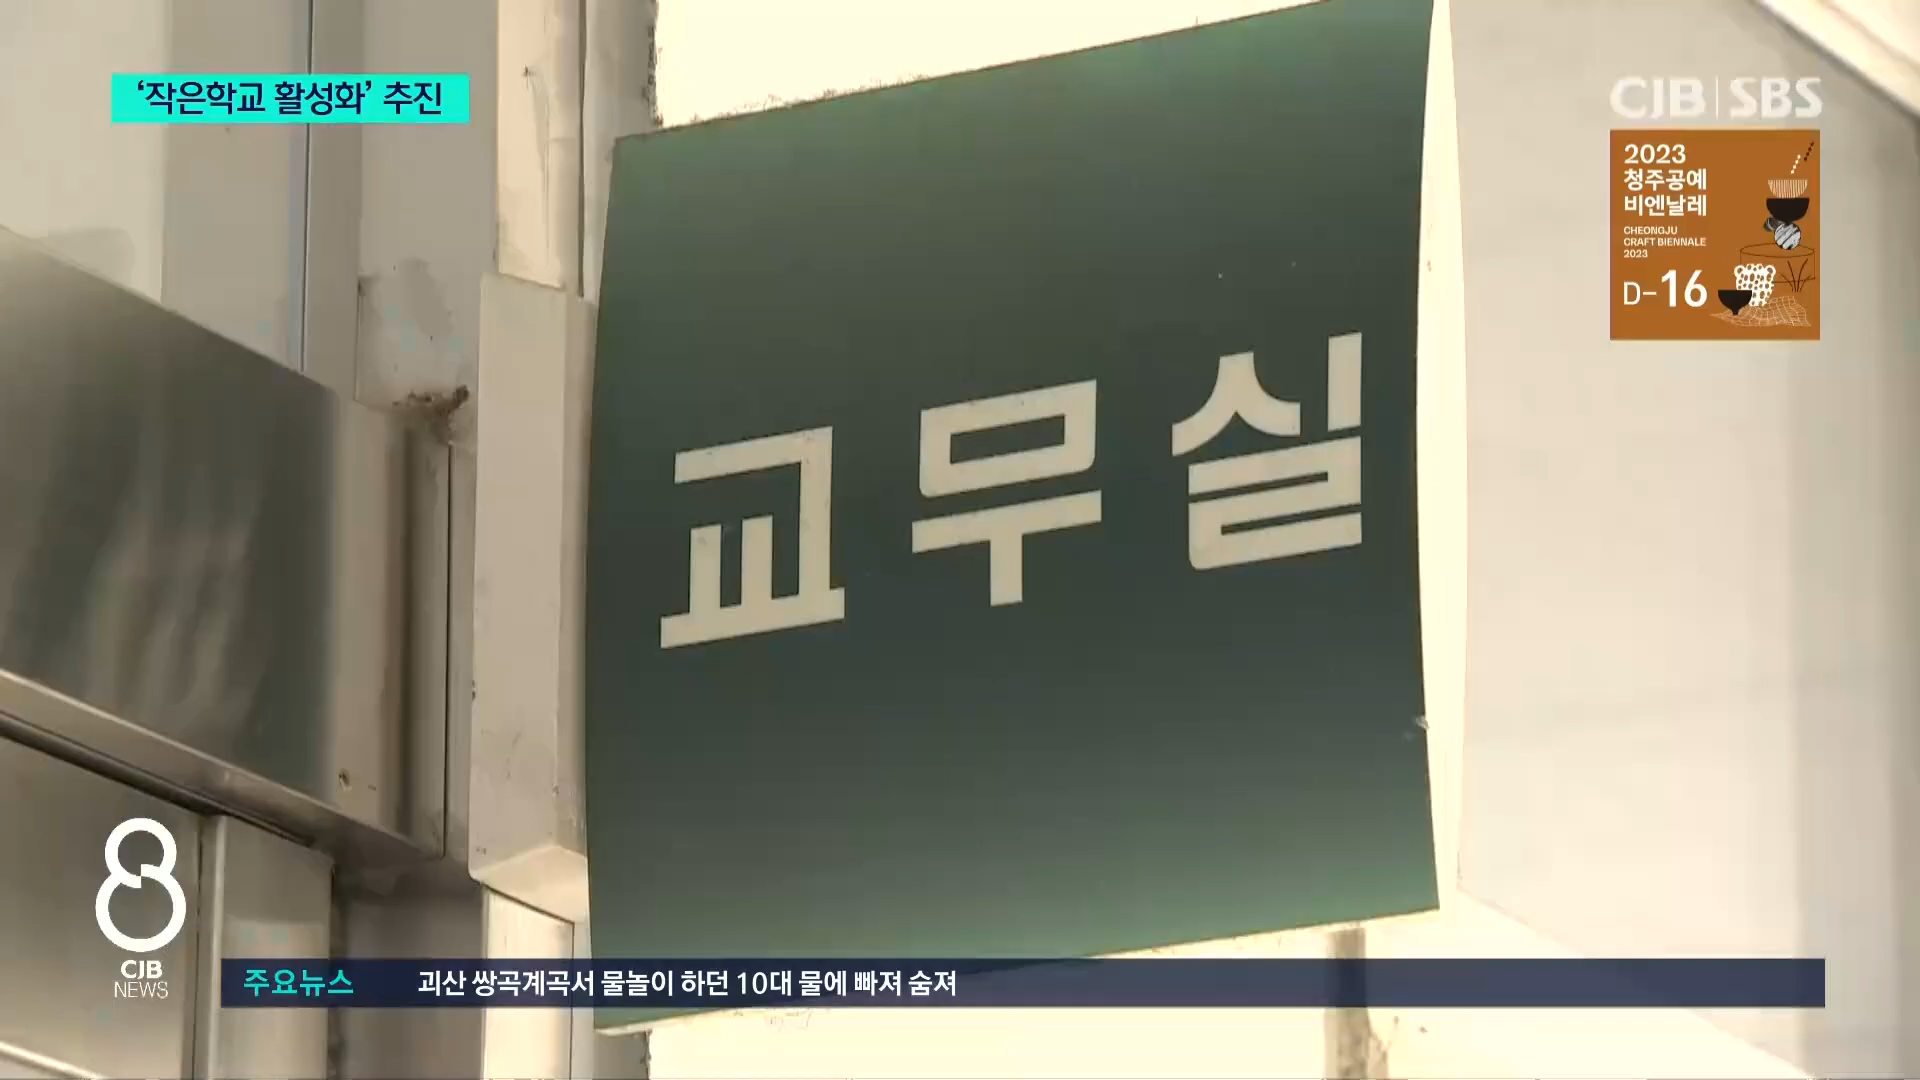 ‘작은학교 활성화’ 추진
CJB SBS
2023
청주공예
비엔날레
CHEONGJU
CRAFT BIENNALE
2023
D-16
교무실
8
CJB
NEWS
주요뉴스 괴산 쌍곡계곡서 물놀이 하던 10대 물에 빠져 숨져